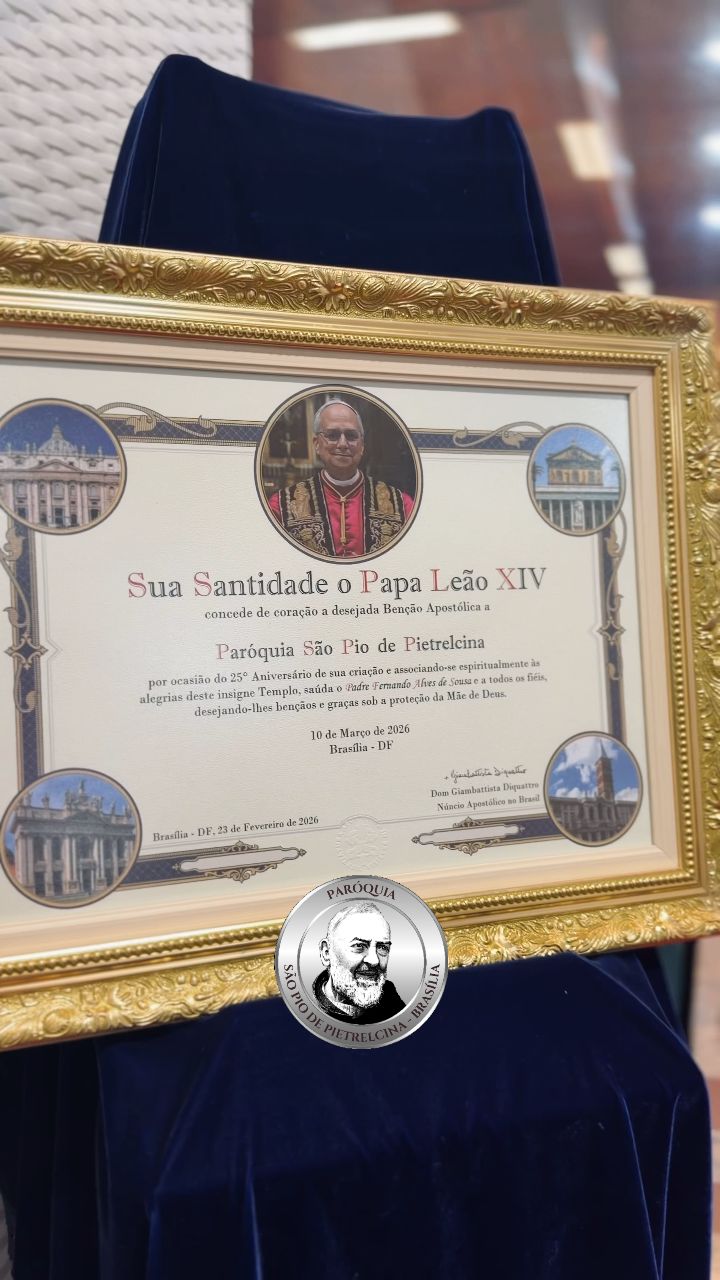 Sua Santidade o Papa Leão XIV
concede de coração a desejada Benção Apostólica a
Paróquia São Pio de Pietrelcina
por ocasião do 25° Aniversário de sua criação e associando-se espiritualmente às
alegrias deste insigne Templo, saúda o Padre Fernando Alves de Sousa e a todos os fiéis,
desejando-lhes bençãos e graças sob a proteção da Mãe de Deus.
10 de Março de 2026
Brasília - DF
+ Giambattista Diquattro
Dom Giambattista Diquattro
Núncio Apostólico no Brasil
Brasília - DF, 23 de Fevereiro de 2026
PARÓQUIA
SÃO PIO DE PIETRELCINA - BRASÍLIA